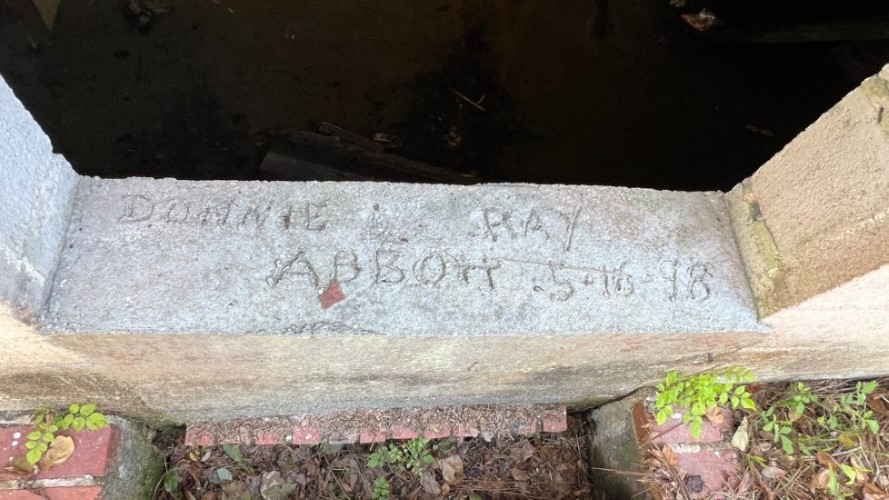 DONNIE & RAY
ABBOTT 5-16-98